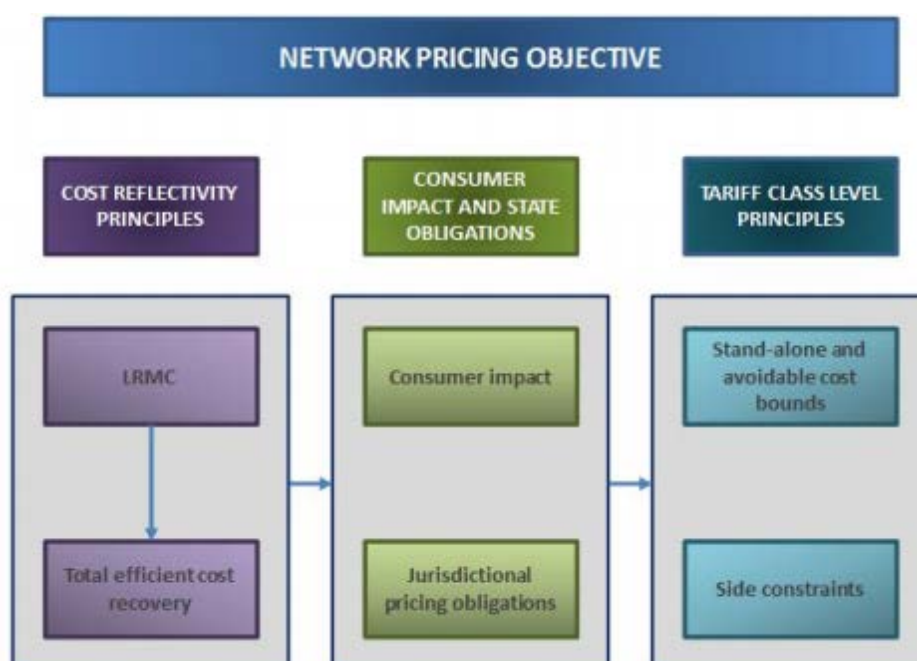 NETWORK PRICING OBJECTIVE
COST REFLECTIVITY
PRINCIPLES
CONSUMER
IMPACT AND STATE
OBLIGATIONS
TARIFF CLASS LEVEL
PRINCIPLES
LRMC
Total efficient cost
recovery
Consumer impact
Jurisdictional
pricing obligations
Stand-alone and
avoidable cost
bounds
Side constraints